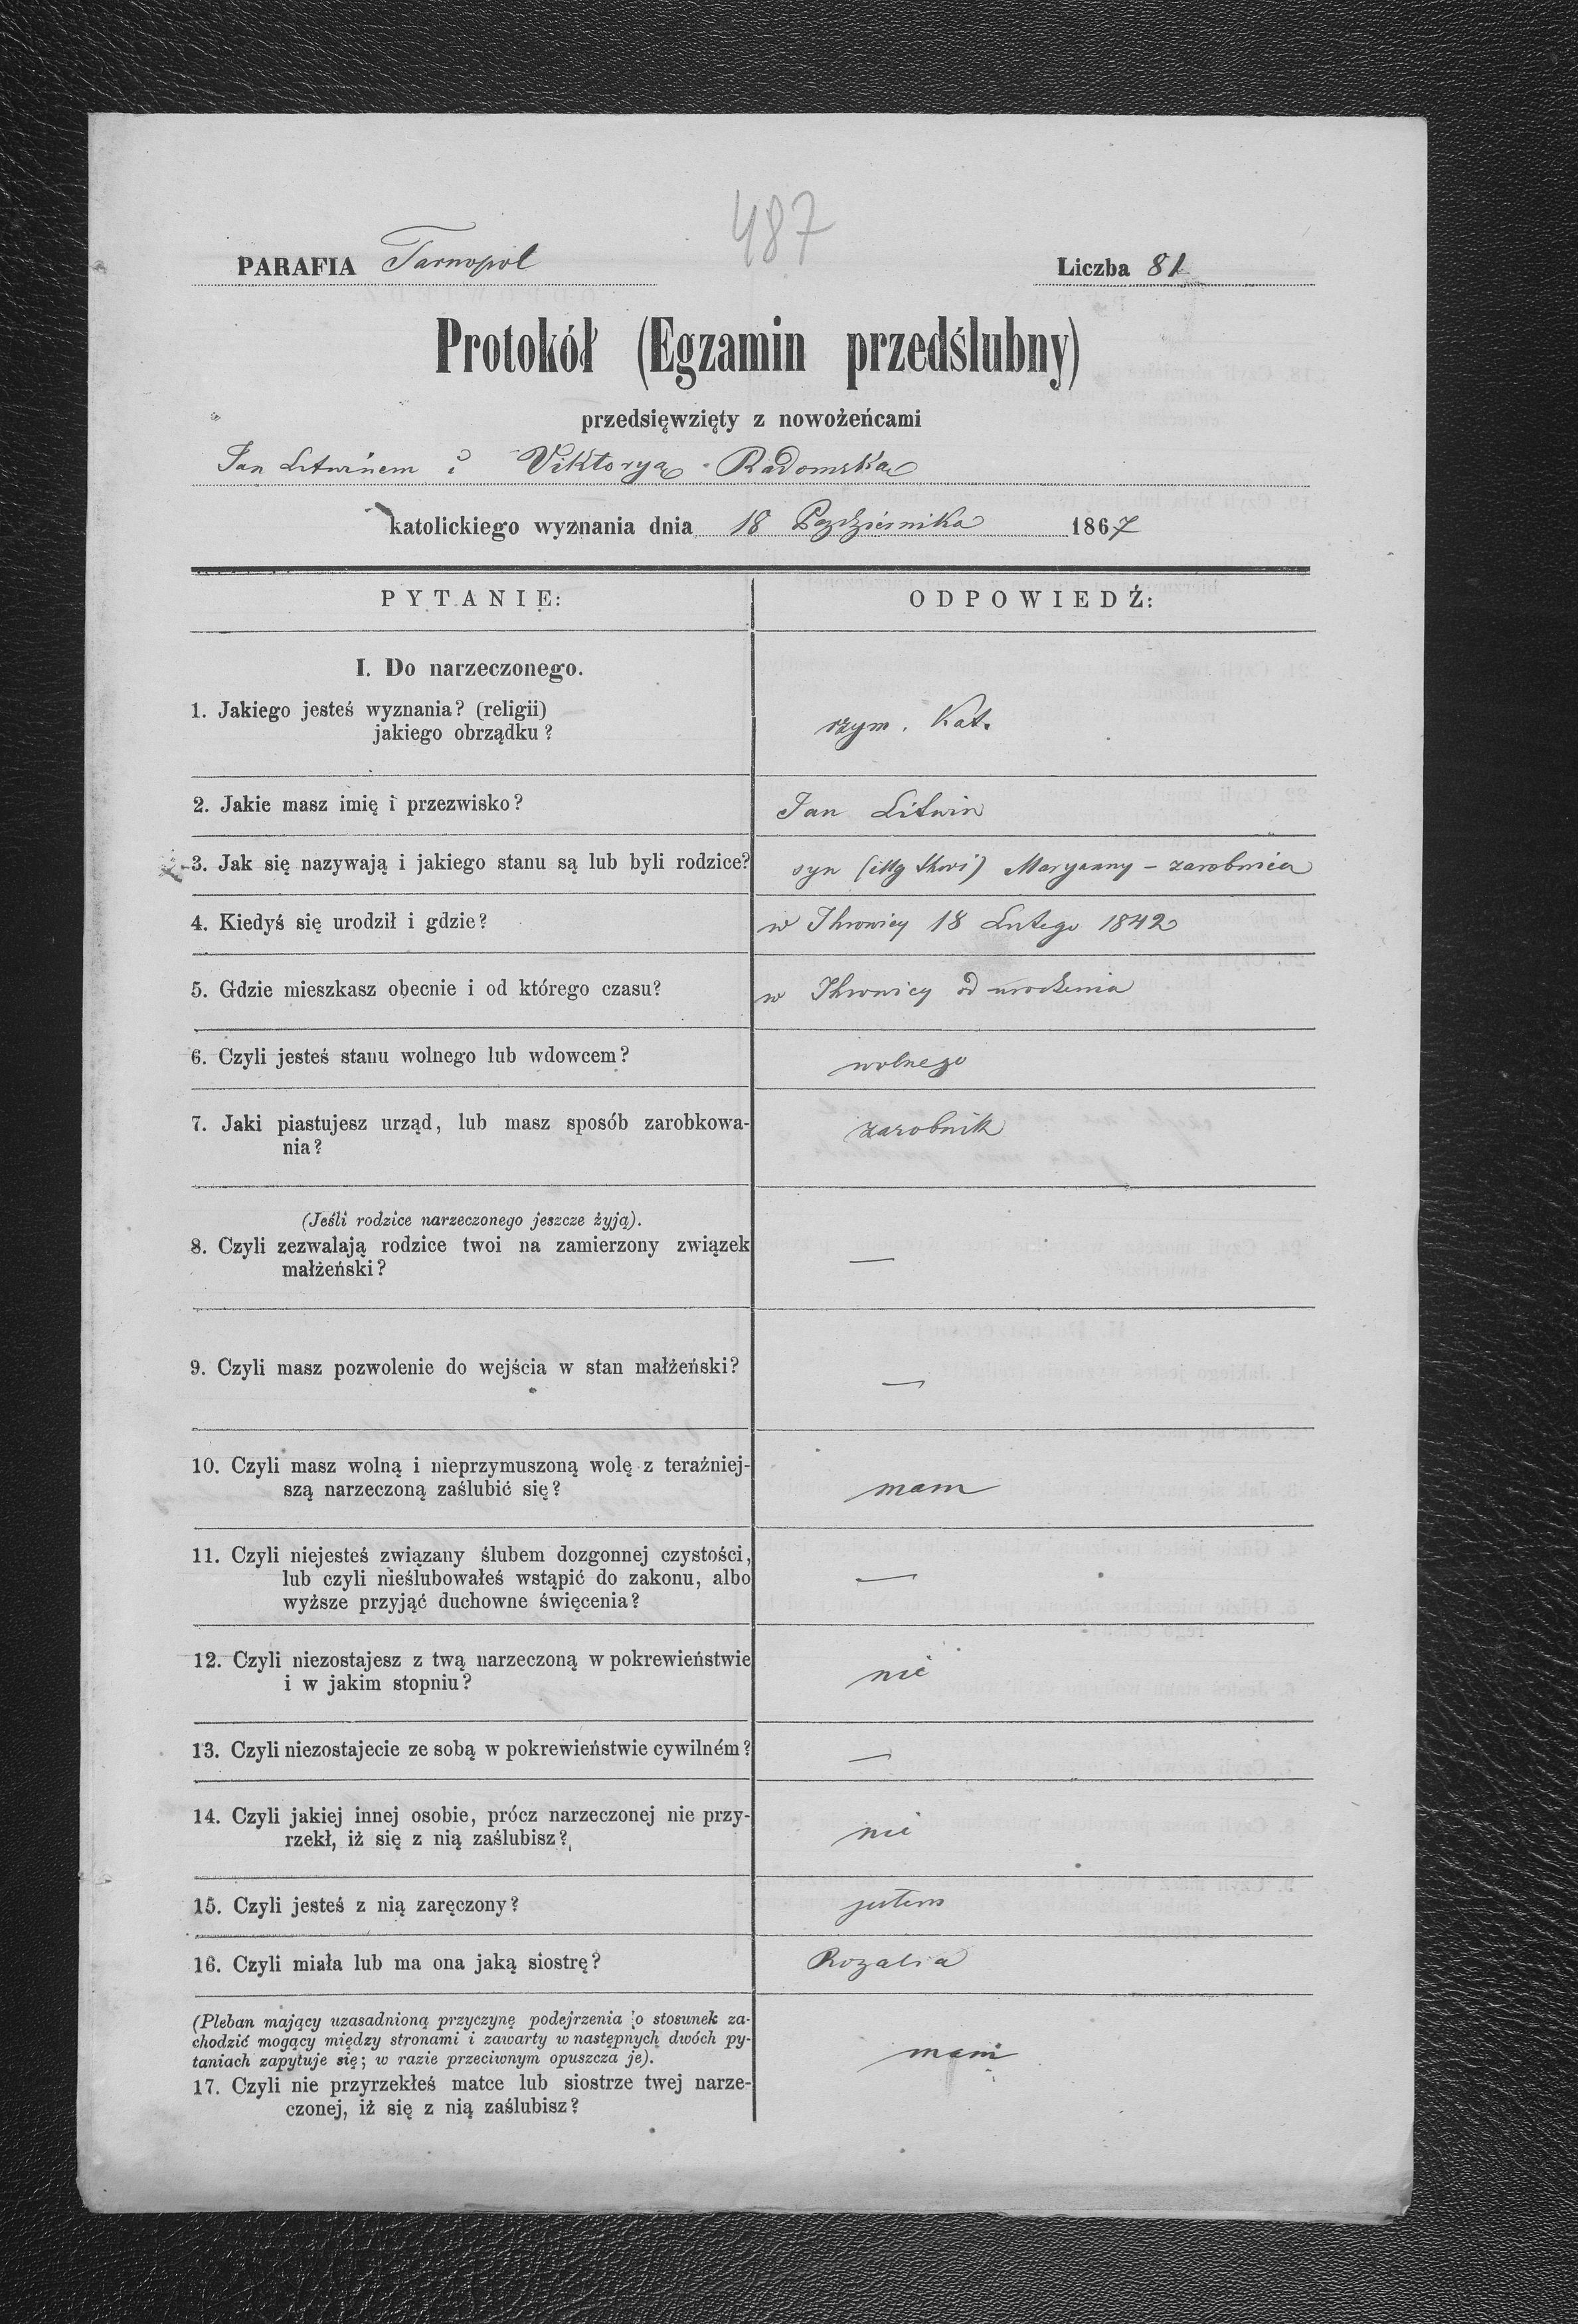 487
PARAFIA Tarnopol
Liczba 81
Protokół (Egzamin przedślubny)
przedsięwzięty z nowożeńcami
Jan Litwinem i Viktoryą Radomska
katolickiego wyznania dnia 18 Października 1867
PYTANIE:
ODPOWIEDŹ:
I. Do narzeczonego.
1. Jakiego jesteś wyznania? (religii)
jakiego obrządku?
rzym. Kat.
2. Jakie masz imię i przezwisko?
Jan Litwin
3. Jak się nazywają i jakiego stanu są lub byli rodzice?
syn Maryanny – zarobnica
4. Kiedyś się urodził i gdzie?
w Ihrowicy 18 Lutego 1842
5. Gdzie mieszkasz obecnie i od którego czasu?
w Ihrowicy od urodzenia
6. Czyli jesteś stanu wolnego lub wdowcem?
wolnego
7. Jaki piastujesz urząd, lub masz sposób zarobkowa-
nia?
zarobnik
(Jeśli rodzice narzeczonego jeszcze żyją).
8. Czyli zezwalają rodzice twoi na zamierzony związek
małżeński?
—
9. Czyli masz pozwolenie do wejścia w stan małżeński?
—
10. Czyli masz wolną i nieprzymuszoną wolę z teraźniej-
szą narzeczoną zaślubić się?
mam
11. Czyli niejesteś związany ślubem dozgonnej czystości,
lub czyli nieślubowałeś wstąpić do zakonu, albo
wyższe przyjąć duchowne święcenia?
—
12. Czyli niezostajesz z twą narzeczoną w pokrewieństwie
i w jakim stopniu?
nie
13. Czyli niezostajecie ze sobą w pokrewieństwie cywilném?
—
14. Czyli jakiej innej osobie, prócz narzeczonej nie przy-
rzekł, iż się z nią zaślubisz?
nie
15. Czyli jesteś z nią zaręczony?
jestem
16. Czyli miała lub ma ona jaką siostrę?
Rozalia
(Pleban mający uzasadnioną przyczynę podejrzenia o stosunek za-
chodzić mogący między stronami i zawarty w następnych dwóch py-
taniach zapytuje się; w razie przeciwnym opuszcza je).
17. Czyli nie przyrzekłeś matce lub siostrze twej narze-
czonej, iż się z nią zaślubisz?